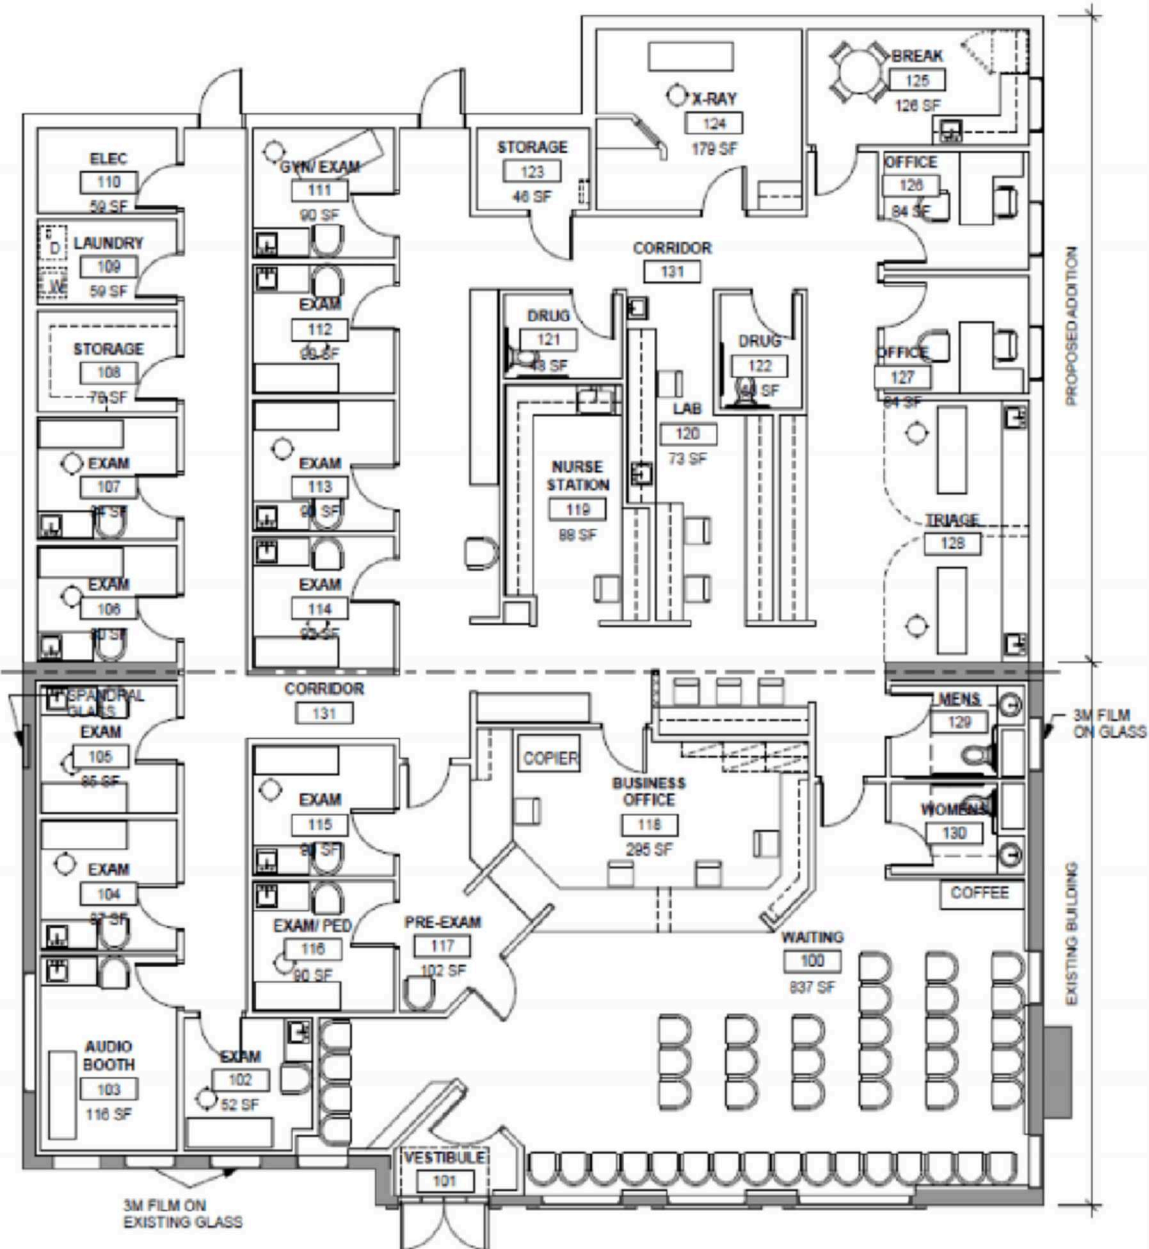 BREAK
125
126 SF
X-RAY
124
179 SF
ELEC
110
59 SF
GYN/ EXAM
111
90 SF
STORAGE
123
46 SF
OFFICE
126
84 SF
D
LAUNDRY
109
59 SF
W
CORRIDOR
131
EXAM
112
DRUG
121
DRUG
122
STORAGE
108
OFFICE
127
84 SF
PROPOSED ADDITION
LAB
120
73 SF
EXAM
107
EXAM
113
NURSE
STATION
119
88 SF
TRIAGE
128
EXAM
106
EXAM
114
SPANDRAL
GLASS
CORRIDOR
131
MENS
129
3M FILM
ON GLASS
EXAM
105
COPIER
BUSINESS
OFFICE
118
295 SF
EXAM
115
WOMENS
130
EXAM
104
COFFEE
EXAM/ PED
116
90 SF
PRE-EXAM
117
102 SF
WAITING
100
837 SF
EXISTING BUILDING
AUDIO
BOOTH
103
116 SF
EXAM
102
52 SF
VESTIBULE
101
3M FILM ON
EXISTING GLASS